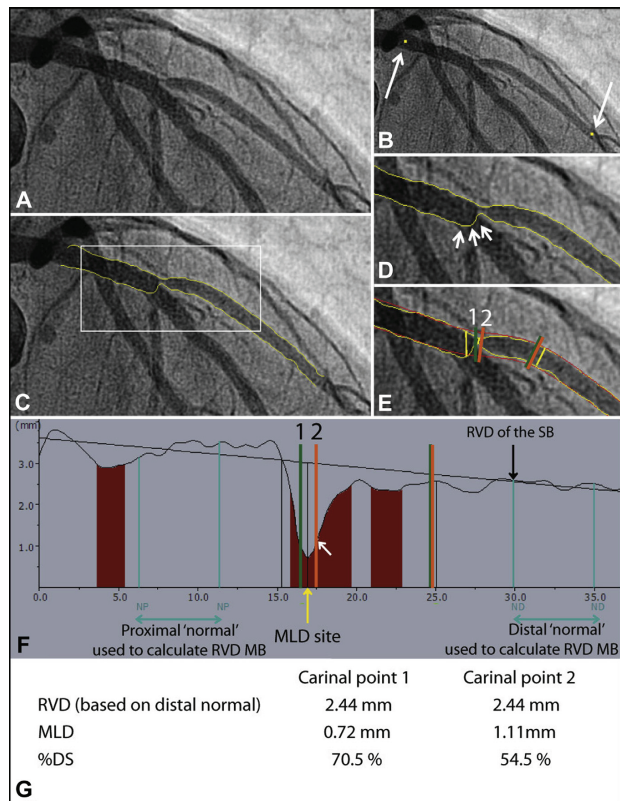 A
B
C
D
1 2
E
(mm)
3.0
2.0
1.0
0.0
1 2
RVD of the SB
0.0 5.0 10.0 15.0 20.0 25.0 30.0 35.0
NP NP ND ND
Proximal 'normal'
used to calculate RVD MB
MLD site
Distal 'normal'
used to calculate RVD MB
F
Carinal point 1 Carinal point 2
RVD (based on distal normal) 2.44 mm 2.44 mm
MLD 0.72 mm 1.11mm
%DS 70.5 % 54.5 %
G